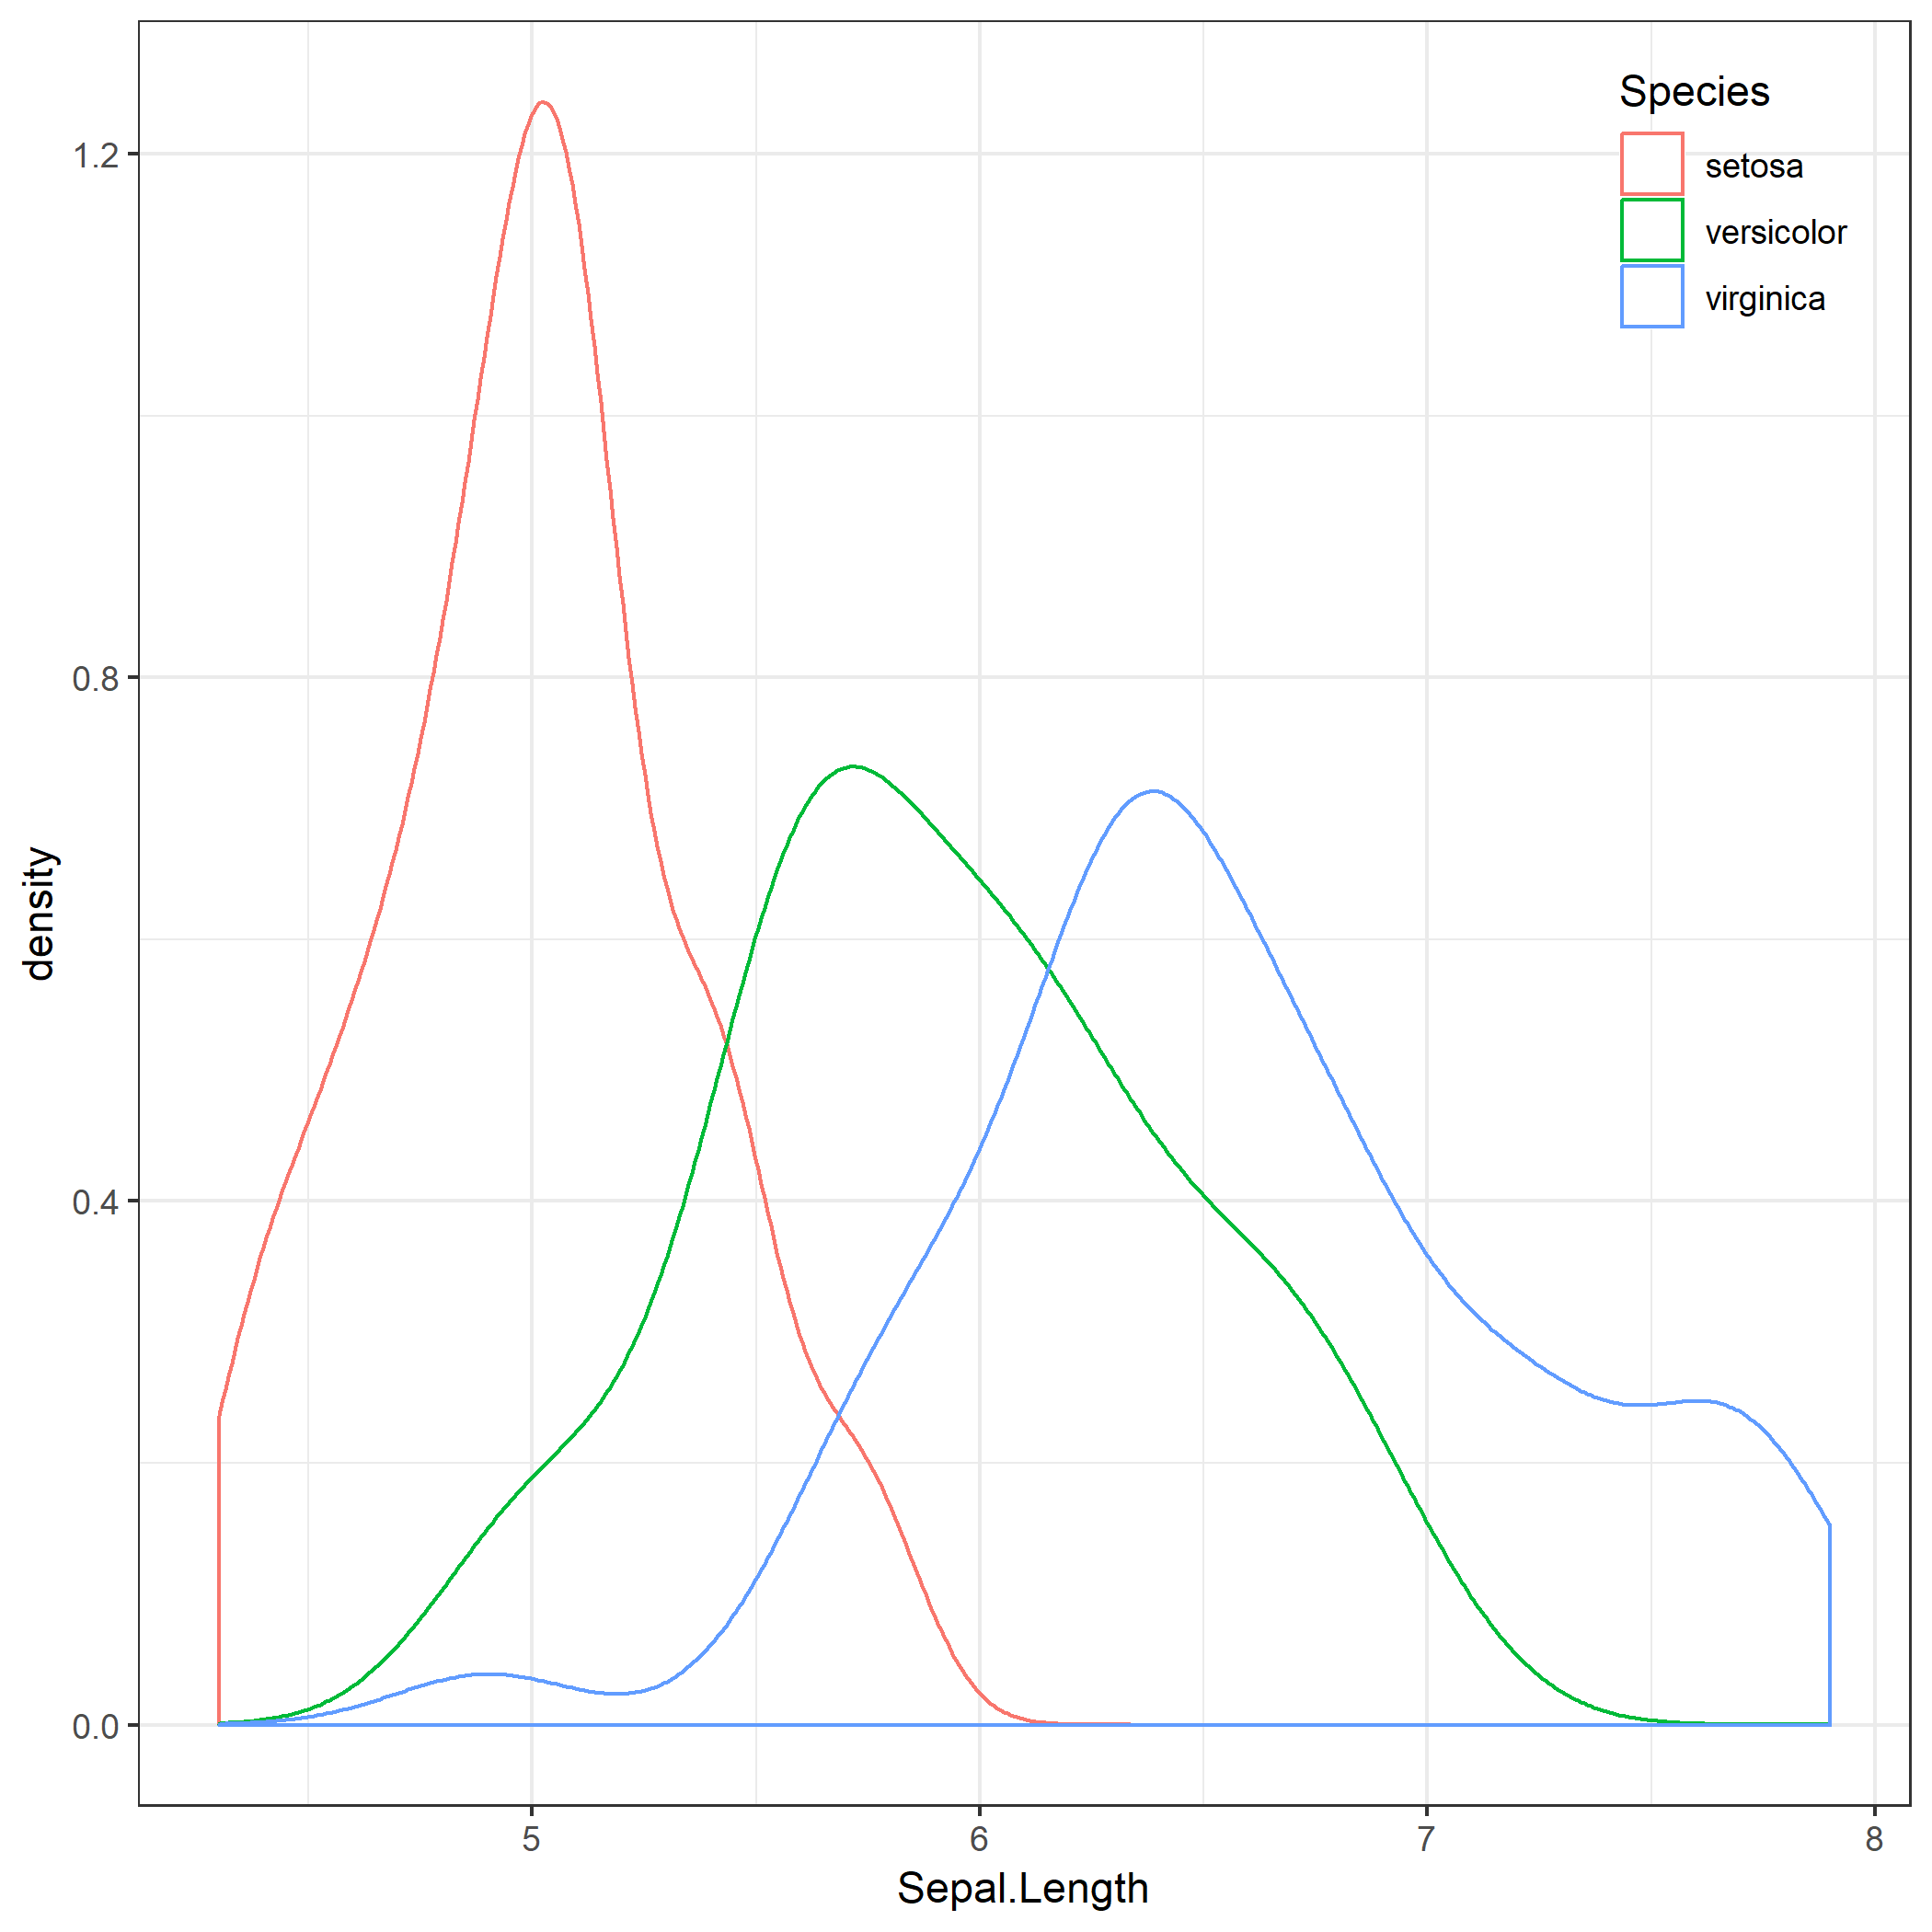 Species
setosa
versicolor
virginica
1.2
0.8
0.4
0.0
density
5 6 7 8
Sepal.Length